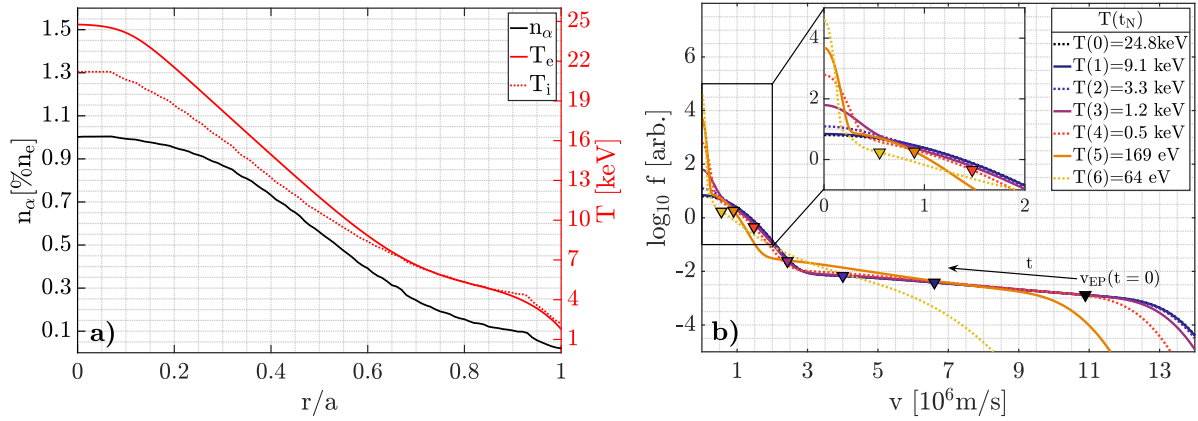 1.5
1.3
1.1
0.9
0.7
0.5
0.3
0.1
n_α[%n_e]
0
0.2
0.4
0.6
0.8
1
r/a
25
22
19
16
13
10
7
4
1
T [keV]
n_α
T_e
T_i
a)
6
4
2
0
-2
-4
log₁₀ f [arb.]
1
3
5
7
9
11
13
v [10⁶m/s]
4
2
0
0
1
2
T(t_N)
T(0)=24.8keV
T(1)=9.1 keV
T(2)=3.3 keV
T(3)=1.2 keV
T(4)=0.5 keV
T(5)=169 eV
T(6)=64 eV
t
v_EP(t = 0)
b)